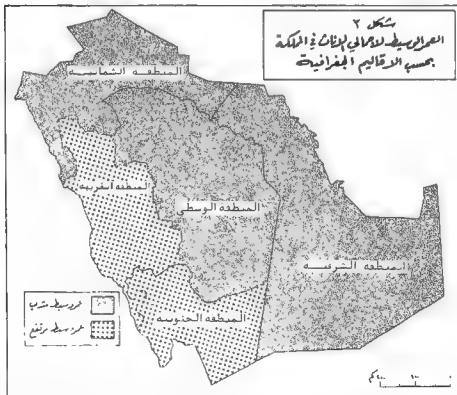 شكل ٢
العمر الوسيط لإجمالي الإناث في المملكة
بحسب الأقاليم الجغرافية
المنطقة الشمالية
المنطقة الغربية
المنطقة الوسطى
المنطقة الشرقية
المنطقة الجنوبية
عمر وسيط متدن
عمر وسيط مرتفع
كم